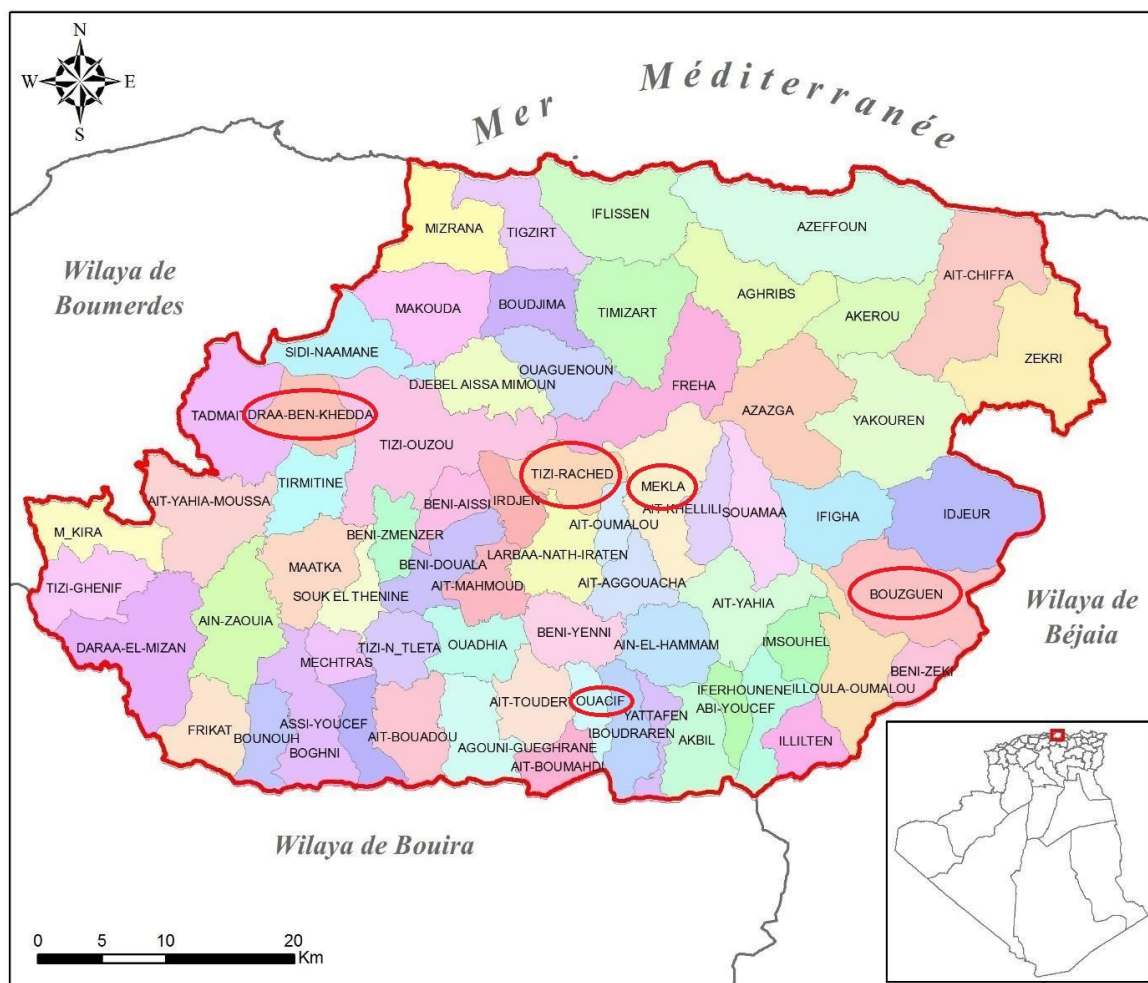 N
W E
S
Mer Méditerranée
Wilaya de
Boumerdes
MIZRANA
TIGZIRT
IFLISSEN
AZEFFOUN
AIT-CHIFFA
MAKOUDA
BOUDJIMA
TIMIZART
AGHRIBS
AKEROU
ZEKRI
SIDI-NAAMANE
DJEBEL AISSA MIMOUN
OUAGUENOUN
FREHA
AZAZGA
YAKOUREN
TADMAIT
DRAA-BEN-KHEDDA
TIZI-OUZOU
TIZI-RACHED
MEKLA
AIT-YAHIA-MOUSSA
TIRMITINE
BENI-AISSI
IRDJEN
AIT-OUMALOU
AIT-KHELLILI
SOUAMAA
IFIGHA
IDJEUR
M_KIRA
BENI-ZMENZER
MAATKA
BENI-DOUALA
LARBAA-NATH-IRATEN
TIZI-GHENIF
SOUK EL THENINE
AIT-MAHMOUD
AIT-AGGOUACHA
AIT-YAHIA
BOUZGUEN
Wilaya de
Béjaia
AIN-ZAOUIA
DARAA-EL-MIZAN
MECHTRAS
TIZI-N_TLETA
OUADHIA
BENI-YENNI
AIN-EL-HAMMAM
IMSOUHEL
BENI-ZEKI
IFERHOUNENE
ILLOULA-OUMALOU
AIT-TOUDERT
OUACIF
ABI-YOUCEF
YATTAFEN
FRIKAT
BOUNOUH
ASSI-YOUCEF
BOGHNI
AIT-BOUADOU
AGOUNI-GUEGHRANE
IBOUDRAREN
AKBIL
ILLILTEN
AIT-BOUMAHDI
Wilaya de Bouira
0 5 10 20
Km